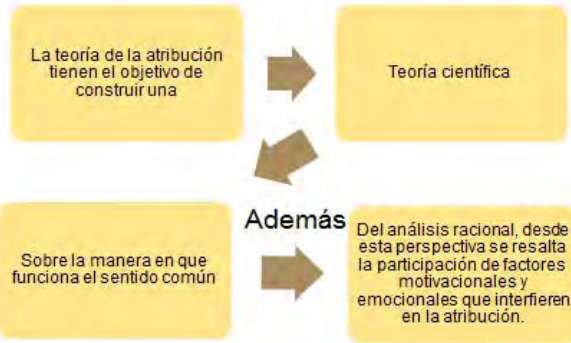 La teoría de la atribución
tienen el objetivo de
construir una
Teoría científica
Sobre la manera en que
funciona el sentido común
Además
Del análisis racional, desde
esta perspectiva se resalta
la participación de factores
motivacionales y
emocionales que interfieren
en la atribución.